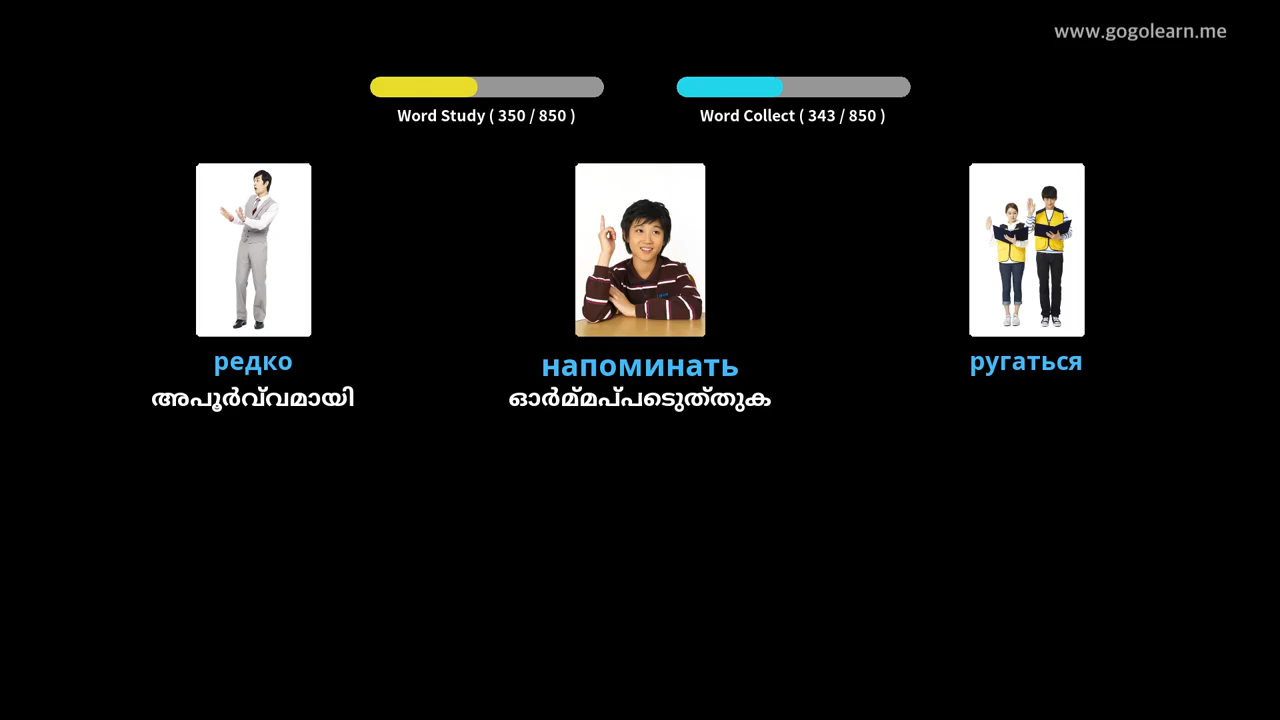 www.gogolearn.me
Word Study ( 350 / 850 )
Word Collect ( 343 / 850 )
редко
напоминать
ругаться
അപൂർവ്വമായി
ഓർമ്മപ്പെടുത്തുക